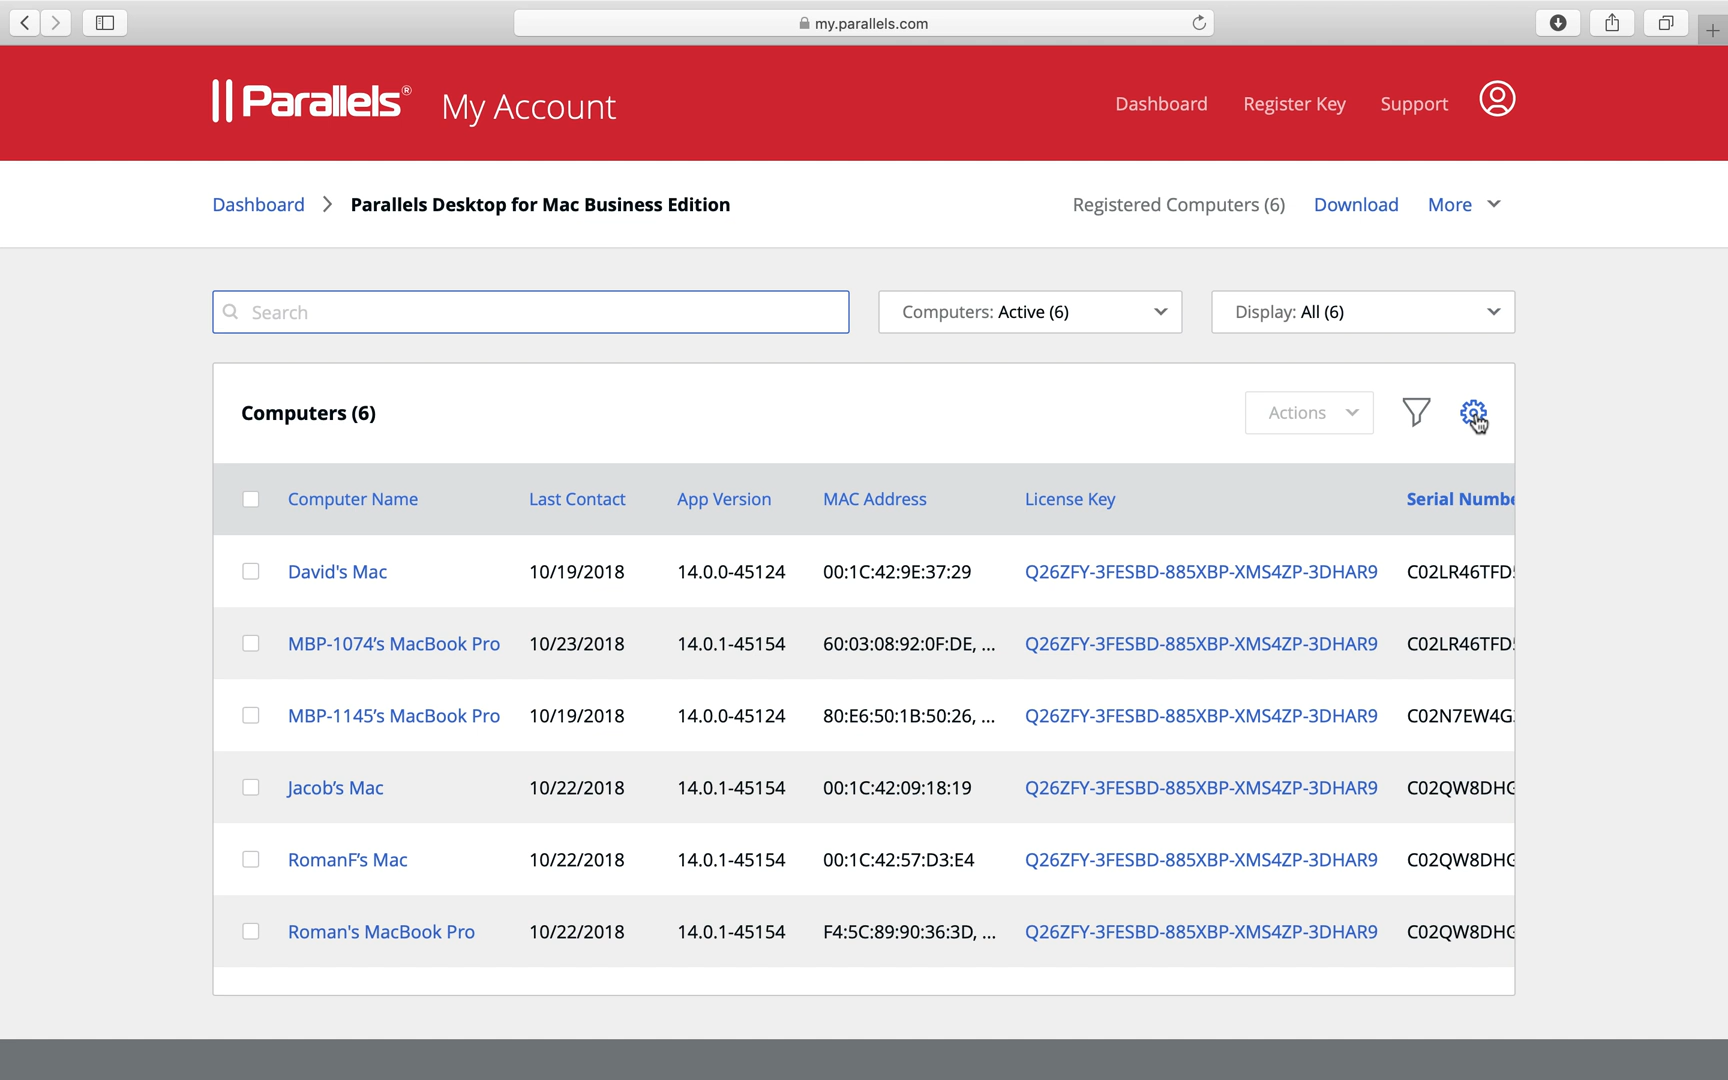 my.parallels.com
Parallels® My Account
Dashboard Register Key Support
Dashboard > Parallels Desktop for Mac Business Edition
Registered Computers (6) Download More
Search
Computers: Active (6)
Display: All (6)
Computers (6)
Actions
Computer Name Last Contact App Version MAC Address License Key Serial Numbe
David's Mac 10/19/2018 14.0.0-45124 00:1C:42:9E:37:29 Q26ZFY-3FESBD-885XBP-XMS4ZP-3DHAR9 C02LR46TFD
MBP-1074’s MacBook Pro 10/23/2018 14.0.1-45154 60:03:08:92:0F:DE, ... Q26ZFY-3FESBD-885XBP-XMS4ZP-3DHAR9 C02LR46TFD
MBP-1145’s MacBook Pro 10/19/2018 14.0.0-45124 80:E6:50:1B:50:26, ... Q26ZFY-3FESBD-885XBP-XMS4ZP-3DHAR9 C02N7EW4G
Jacob’s Mac 10/22/2018 14.0.1-45154 00:1C:42:09:18:19 Q26ZFY-3FESBD-885XBP-XMS4ZP-3DHAR9 C02QW8DHG
RomanF’s Mac 10/22/2018 14.0.1-45154 00:1C:42:57:D3:E4 Q26ZFY-3FESBD-885XBP-XMS4ZP-3DHAR9 C02QW8DHG
Roman's MacBook Pro 10/22/2018 14.0.1-45154 F4:5C:89:90:36:3D, ... Q26ZFY-3FESBD-885XBP-XMS4ZP-3DHAR9 C02QW8DHG